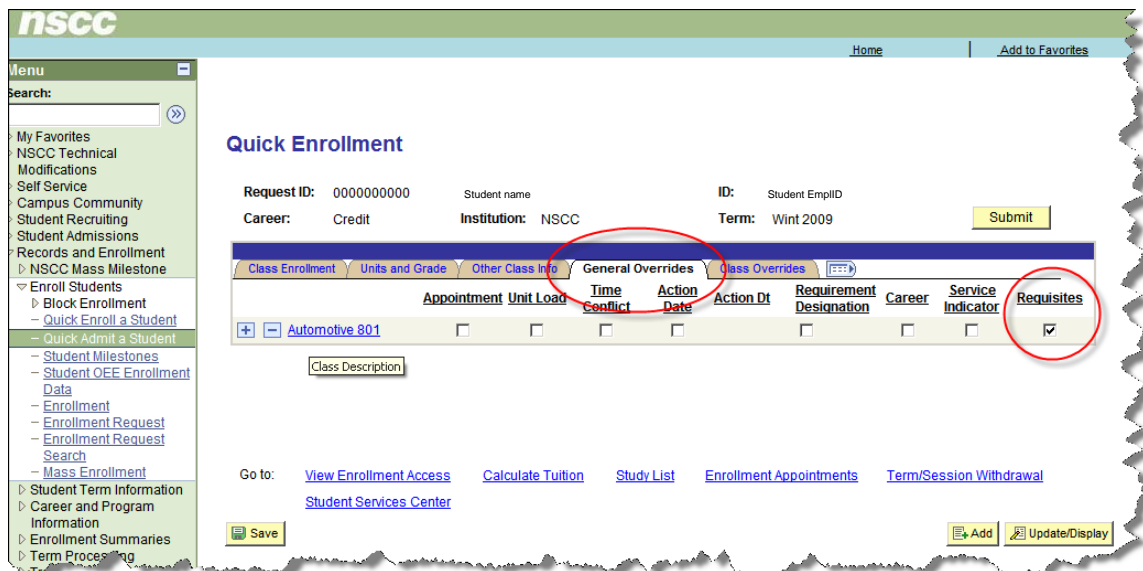 nscc
Home | Add to Favorites
Menu
Search:
My Favorites
NSCC Technical
Modifications
Self Service
Campus Community
Student Recruiting
Student Admissions
Records and Enrollment
NSCC Mass Milestone
Enroll Students
Block Enrollment
Quick Enroll a Student
Quick Admit a Student
Student Milestones
Student OEE Enrollment
Data
Enrollment
Enrollment Request
Enrollment Request
Search
Mass Enrollment
Student Term Information
Career and Program
Information
Enrollment Summaries
Term Processing
Quick Enrollment
Request ID: 0000000000 Student name ID: Student EmplID
Career: Credit Institution: NSCC Term: Wint 2009 Submit
Class Enrollment Units and Grade Other Class Info General Overrides Class Overrides
Appointment Unit Load Time Conflict Action Date Action Dt Requirement Designation Career Service Indicator Requisites
Automotive 801
Class Description
Go to: View Enrollment Access Calculate Tuition Study List Enrollment Appointments Term/Session Withdrawal
Student Services Center
Save Add Update/Display